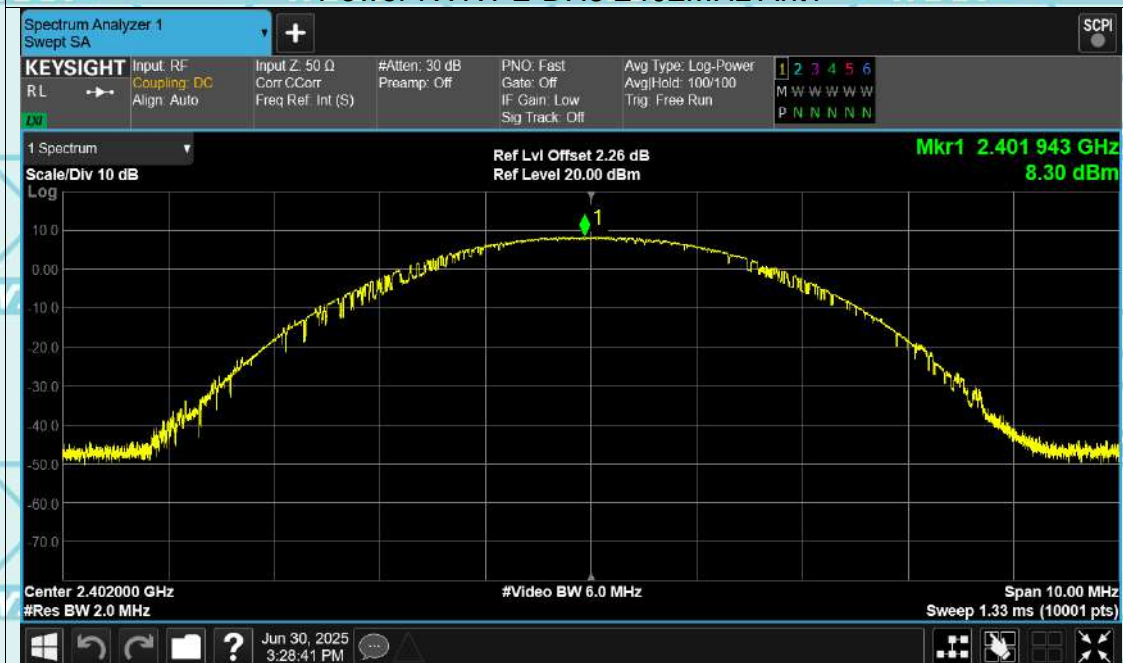 Spectrum Analyzer 1
Swept SA
+
SCPI
KEYSIGHT
RL
LXI
Input: RF
Coupling: DC
Align: Auto
Input Z: 50 Ω
Corr CCorr
Freq Ref: Int (S)
#Atten: 30 dB
Preamp: Off
PNO: Fast
Gate: Off
IF Gain: Low
Sig Track: Off
Avg Type: Log-Power
Avg|Hold: 100/100
Trig: Free Run
1 2 3 4 5 6
M W W W W W
P N N N N N
1 Spectrum
Scale/Div 10 dB
Log
Ref Lvl Offset 2.26 dB
Ref Level 20.00 dBm
Mkr1 2.401 943 GHz
8.30 dBm
1
10.0
0.00
-10.0
-20.0
-30.0
-40.0
-50.0
-60.0
-70.0
Center 2.402000 GHz
#Res BW 2.0 MHz
#Video BW 6.0 MHz
Span 10.00 MHz
Sweep 1.33 ms (10001 pts)
?
Jun 30, 2025
3:28:41 PM